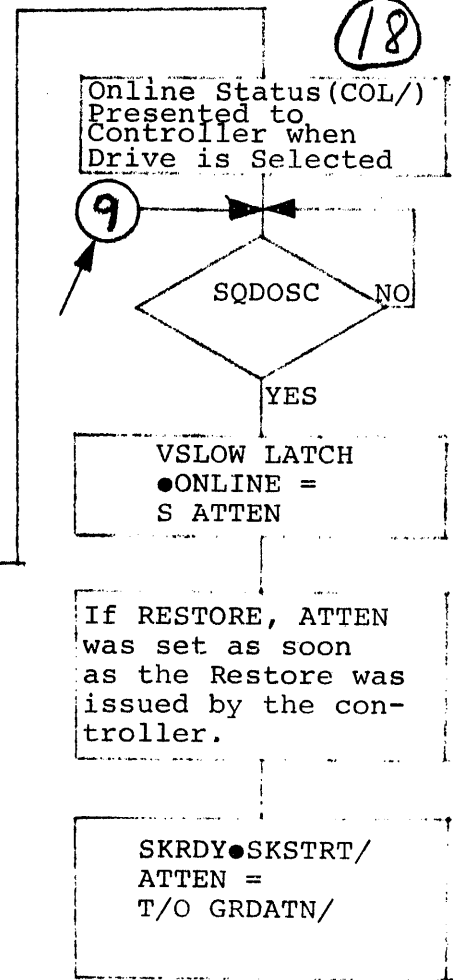 18
Online Status(COL/)
Presented to
Controller when
Drive is Selected
9
SQDOSC
NO
YES
VSLOW LATCH
●ONLINE =
S ATTEN
If RESTORE, ATTEN
was set as soon
as the Restore was
issued by the con-
troller.
SKRDY●SKSTRT/
ATTEN =
T/O GRDATN/